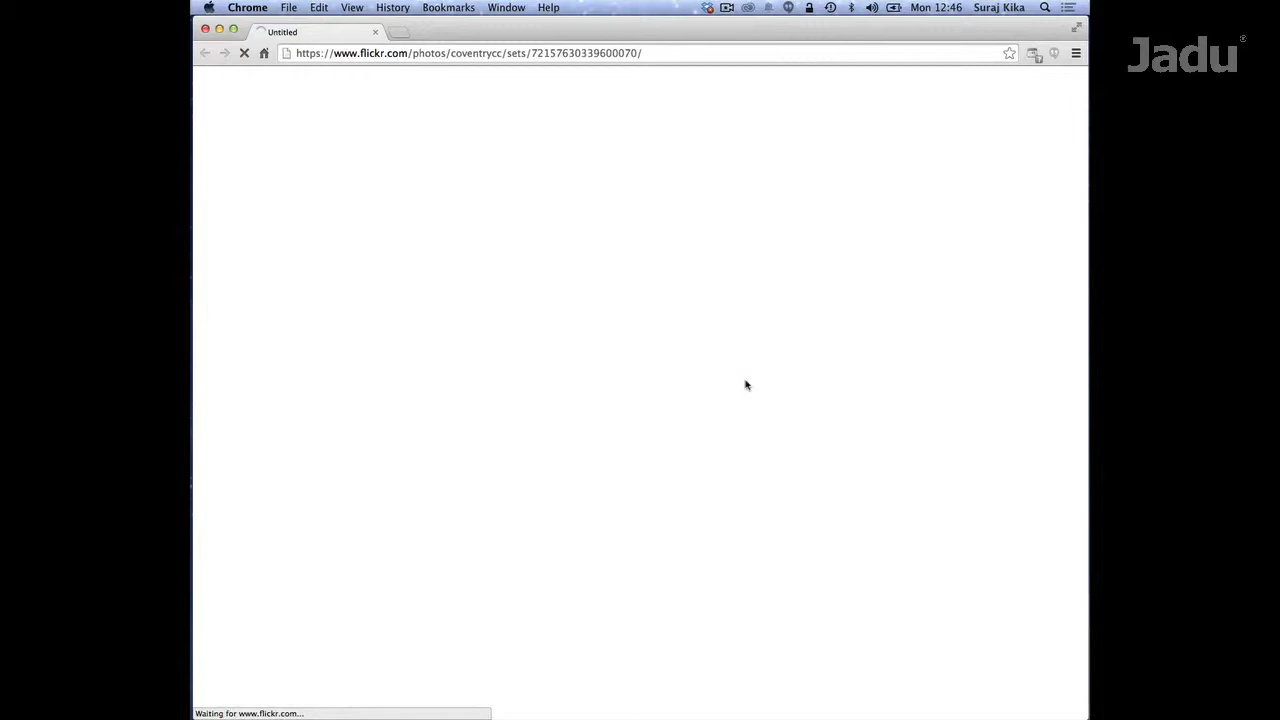 Chrome File Edit View History Bookmarks Window Help Mon 12:46 Suraj Kika
Jadu
Untitled
https://www.flickr.com/photos/coventrycc/sets/72157630339600070/
Waiting for www.flickr.com...